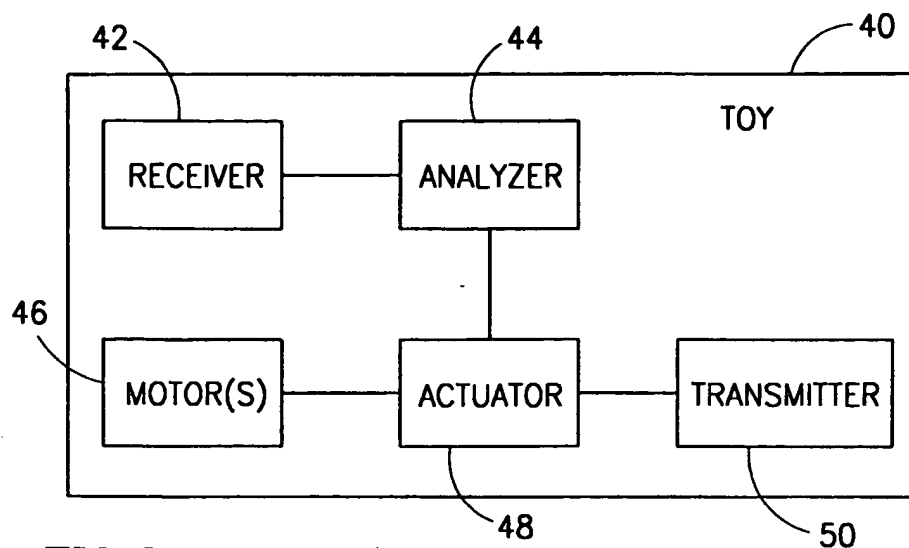 42
44
40
TOY
RECEIVER
ANALYZER
46
MOTOR(S)
ACTUATOR
TRANSMITTER
48
50